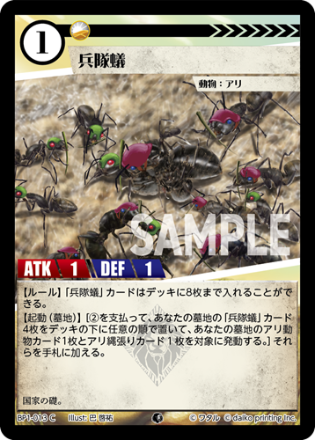 1
兵隊蟻
動物：アリ
SAMPLE
ATK 1 DEF 1
【ルール】「兵隊蟻」カードはデッキに8枚まで入れることがで
きる。
【起動（墓地）】[②を支払って、あなたの墓地の「兵隊蟻」カード
4枚をデッキの下に任意の順で置いて、あなたの墓地のアリ動
物カード1枚とアリ縄張りカード1枚を対象に発動する。]それ
らを手札に加える。
国家の礎。
BP1-013 C Illust: 巴 啓祐 © ワタル © daiko printing.inc.